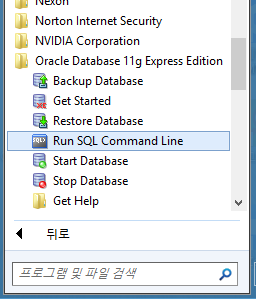 Nexon
Norton Internet Security
NVIDIA Corporation
Oracle Database 11g Express Edition
Backup Database
Get Started
Restore Database
Run SQL Command Line
Start Database
Stop Database
Get Help
뒤로
프로그램 및 파일 검색